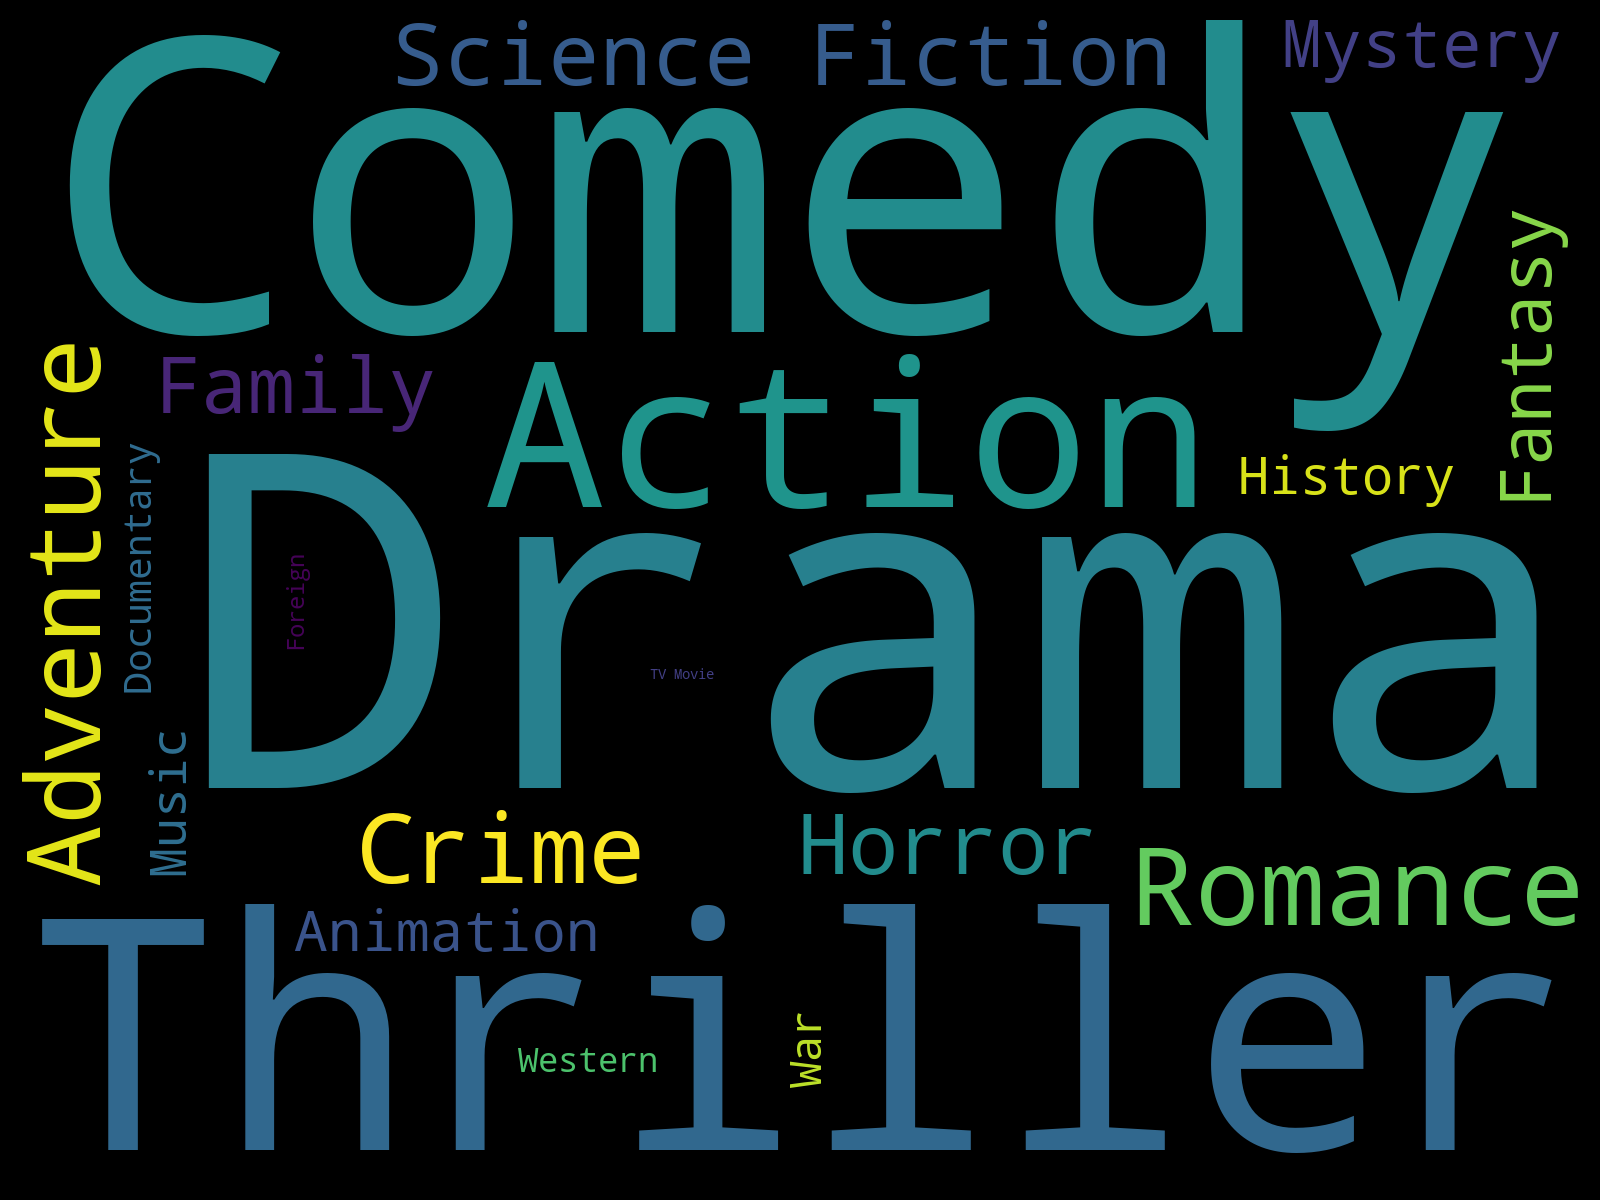 Science Fiction
Mystery
Comedy
Fantasy
Adventure
Family
Action
History
Documentary
Drama
Foreign
TV Movie
Music
Crime
Horror
Romance
Animation
Thriller
Western
War